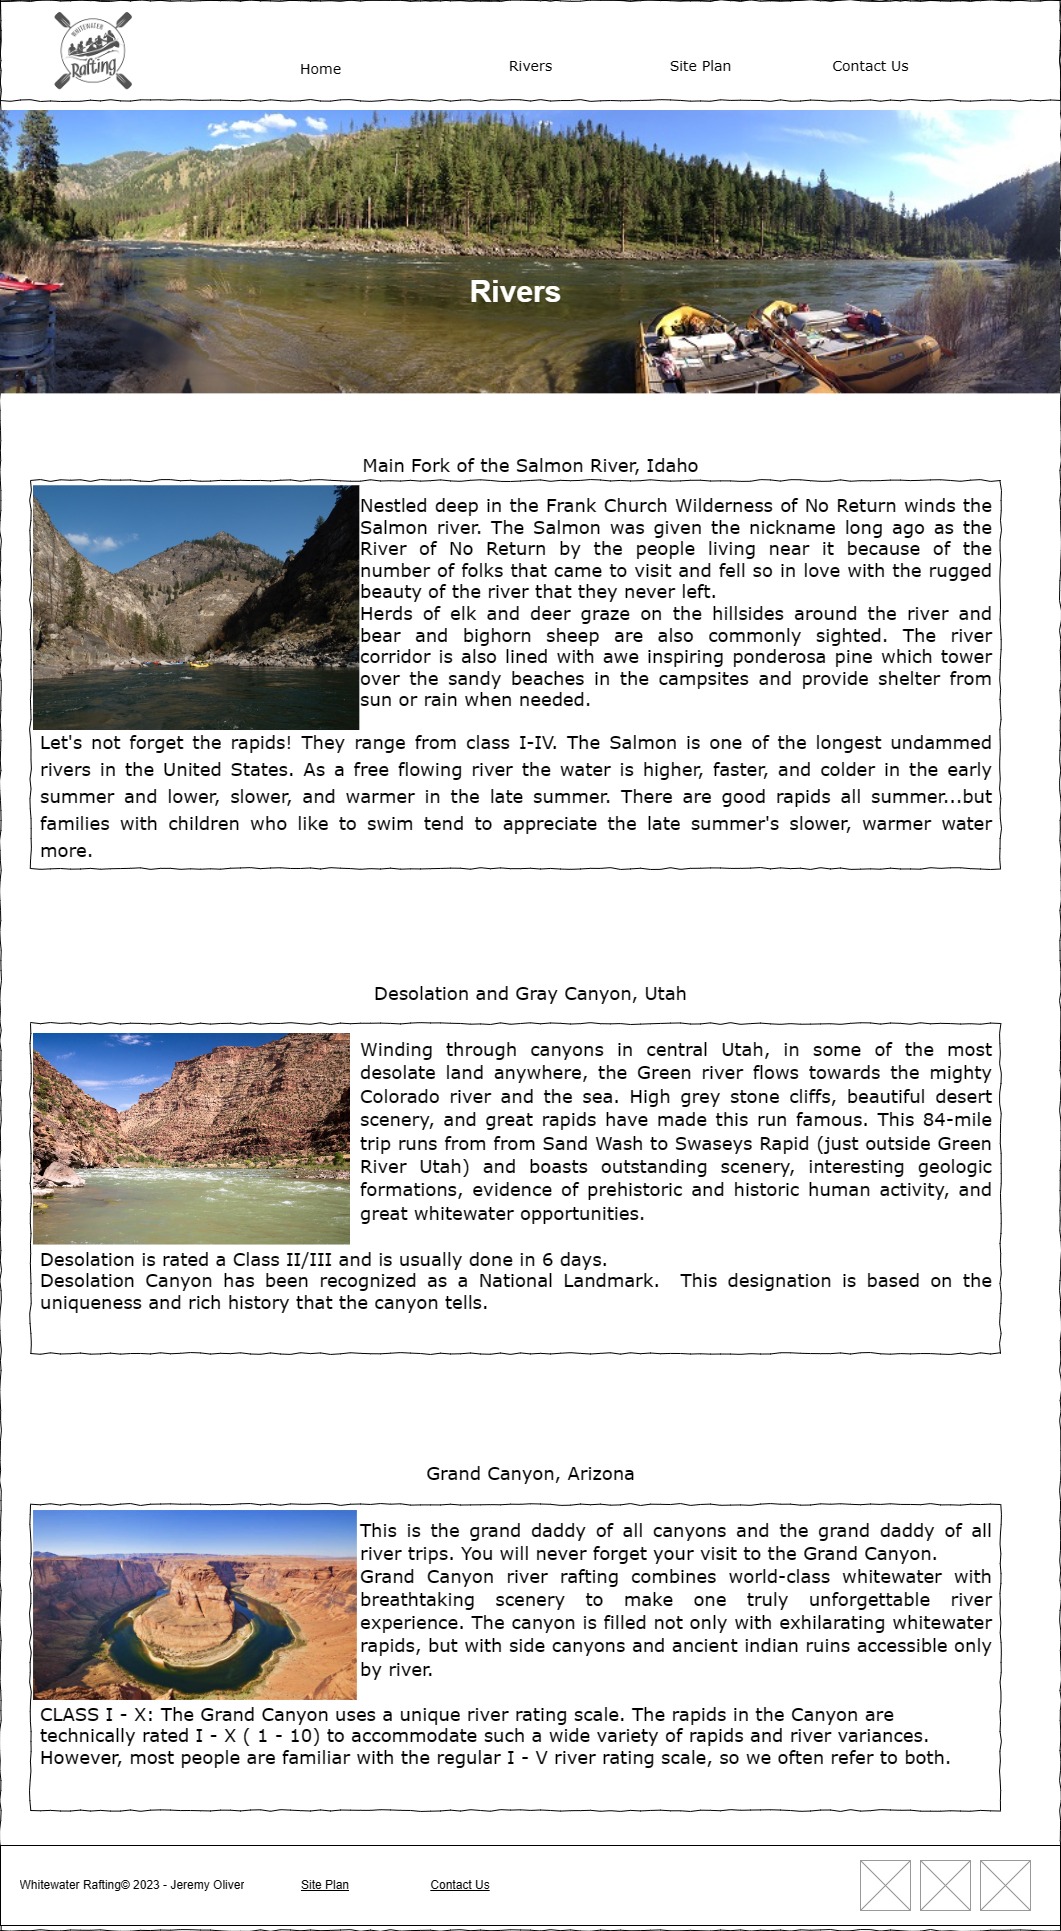 WHITEWATER
Rafting
Home
Rivers
Site Plan
Contact Us
Rivers
Main Fork of the Salmon River, Idaho
Nestled deep in the Frank Church Wilderness of No Return winds the
Salmon river. The Salmon was given the nickname long ago as the
River of No Return by the people living near it because of the
number of folks that came to visit and fell so in love with the rugged
beauty of the river that they never left.
Herds of elk and deer graze on the hillsides around the river and
bear and bighorn sheep are also commonly sighted. The river
corridor is also lined with awe inspiring ponderosa pine which tower
over the sandy beaches in the campsites and provide shelter from
sun or rain when needed.
Let's not forget the rapids! They range from class I-IV. The Salmon is one of the longest undammed
rivers in the United States. As a free flowing river the water is higher, faster, and colder in the early
summer and lower, slower, and warmer in the late summer. There are good rapids all summer...but
families with children who like to swim tend to appreciate the late summer's slower, warmer water
more.
Desolation and Gray Canyon, Utah
Winding through canyons in central Utah, in some of the most
desolate land anywhere, the Green river flows towards the mighty
Colorado river and the sea. High grey stone cliffs, beautiful desert
scenery, and great rapids have made this run famous. This 84-mile
trip runs from from Sand Wash to Swaseys Rapid (just outside Green
River Utah) and boasts outstanding scenery, interesting geologic
formations, evidence of prehistoric and historic human activity, and
great whitewater opportunities.
Desolation is rated a Class II/III and is usually done in 6 days.
Desolation Canyon has been recognized as a National Landmark. This designation is based on the
uniqueness and rich history that the canyon tells.
Grand Canyon, Arizona
This is the grand daddy of all canyons and the grand daddy of all
river trips. You will never forget your visit to the Grand Canyon.
Grand Canyon river rafting combines world-class whitewater with
breathtaking scenery to make one truly unforgettable river
experience. The canyon is filled not only with exhilarating whitewater
rapids, but with side canyons and ancient indian ruins accessible only
by river.
CLASS I - X: The Grand Canyon uses a unique river rating scale. The rapids in the Canyon are
technically rated I - X ( 1 - 10) to accommodate such a wide variety of rapids and river variances.
However, most people are familiar with the regular I - V river rating scale, so we often refer to both.
Whitewater Rafting© 2023 - Jeremy Oliver
Site Plan
Contact Us